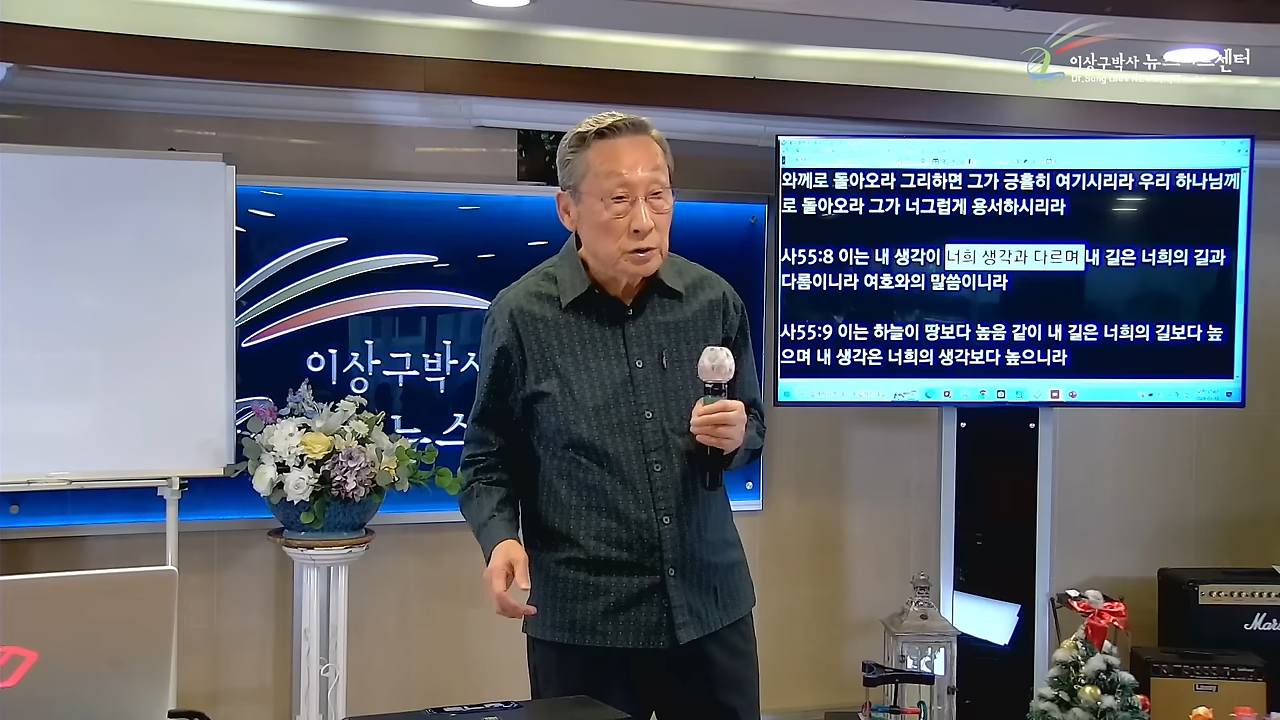 이상구박사 뉴스타트센터
와께로 돌아오라 그리하면 그가 긍휼히 여기시리라 우리 하나님께
로 돌아오라 그가 너그럽게 용서하시리라
사55:8 이는 내 생각이 너희 생각과 다르며 내 길은 너희의 길과
다름이니라 여호와의 말씀이니라
사55:9 이는 하늘이 땅보다 높음 같이 내 길은 너희의 길보다 높
으며 내 생각은 너희의 생각보다 높으니라
이상구박사
뉴스
Mars
Laney